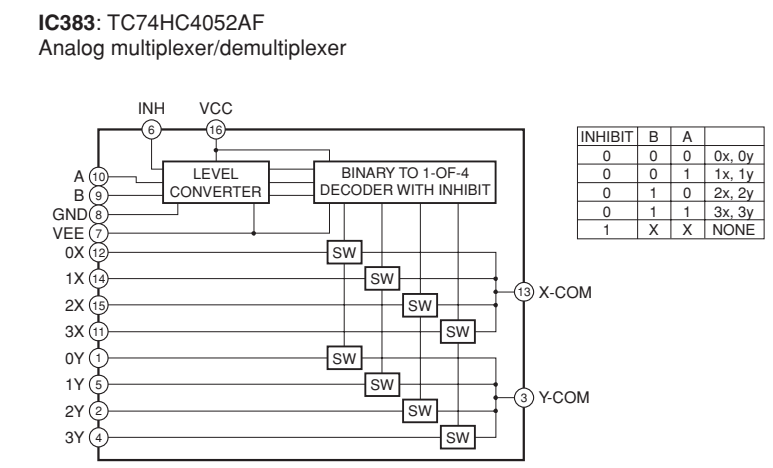 IC383: TC74HC4052AF
Analog multiplexer/demultiplexer
INH VCC
6 16
A 10
B 9
GND 8
VEE 7
0X 12
1X 14
2X 15
3X 11
0Y 1
1Y 5
2Y 2
3Y 4
LEVEL
CONVERTER
BINARY TO 1-OF-4
DECODER WITH INHIBIT
SW
SW
SW
SW
SW
SW
SW
SW
13 X-COM
3 Y-COM
INHIBIT B A
0 0 0 0x, 0y
0 0 1 1x, 1y
0 1 0 2x, 2y
0 1 1 3x, 3y
1 X X NONE